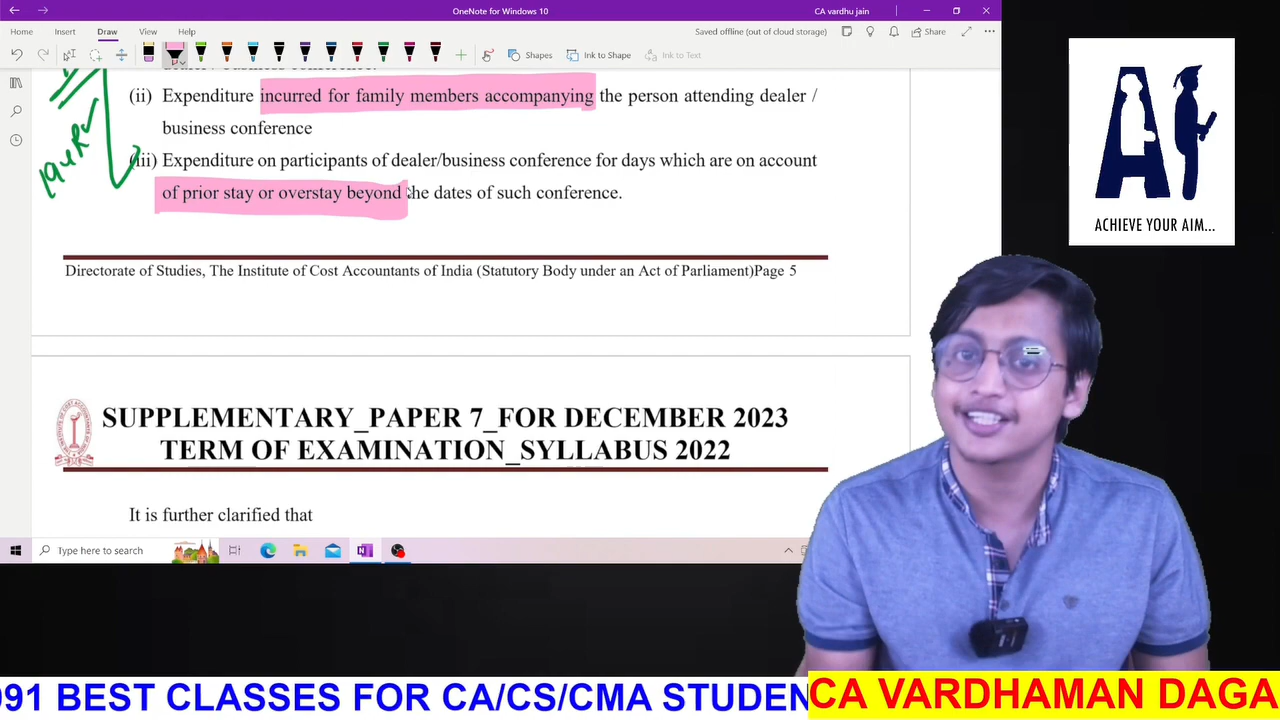 OneNote for Windows 10
CA vardhu jain
Home Insert Draw View Help
Saved offline (out of cloud storage)
Share
Shapes
Ink to Shape
Ink to Text
(ii) Expenditure incurred for family members accompanying the person attending dealer /
business conference
194R
(iii) Expenditure on participants of dealer/business conference for days which are on account
of prior stay or overstay beyond the dates of such conference.
Directorate of Studies, The Institute of Cost Accountants of India (Statutory Body under an Act of Parliament)Page 5
SUPPLEMENTARY_PAPER 7_FOR DECEMBER 2023
TERM OF EXAMINATION_SYLLABUS 2022
It is further clarified that
Type here to search
ACHIEVE YOUR AIM...
091 BEST CLASSES FOR CA/CS/CMA STUDEN
CA VARDHAMAN DAGA